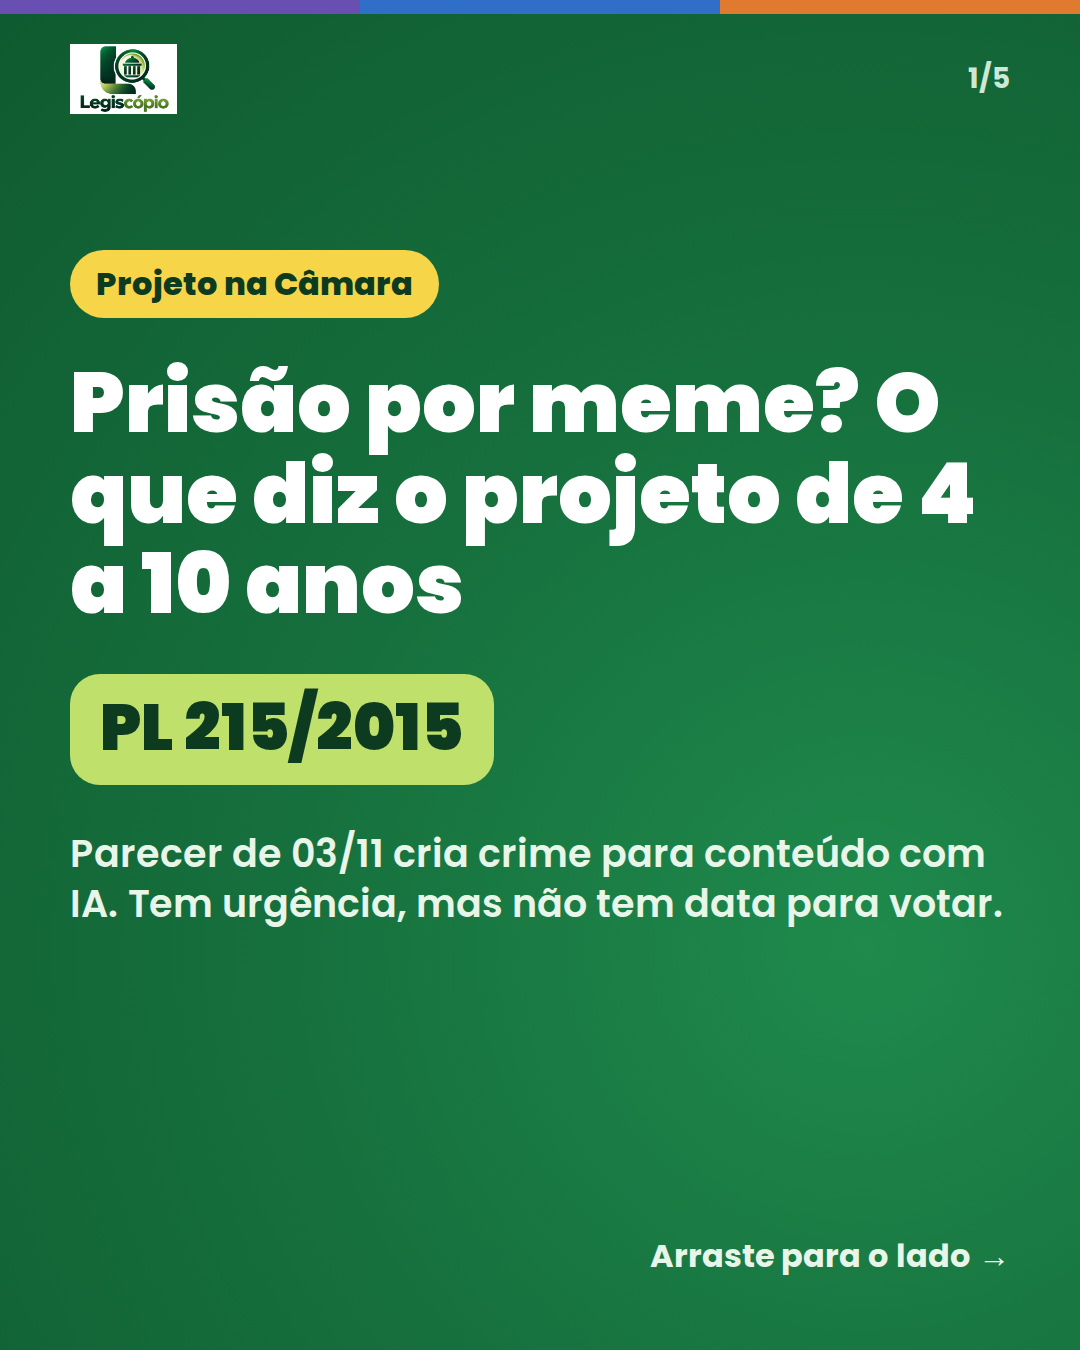 Legiscópio
1/5
Projeto na Câmara
Prisão por meme? O
que diz o projeto de 4
a 10 anos
PL 215/2015
Parecer de 03/11 cria crime para conteúdo com
IA. Tem urgência, mas não tem data para votar.
Arraste para o lado →